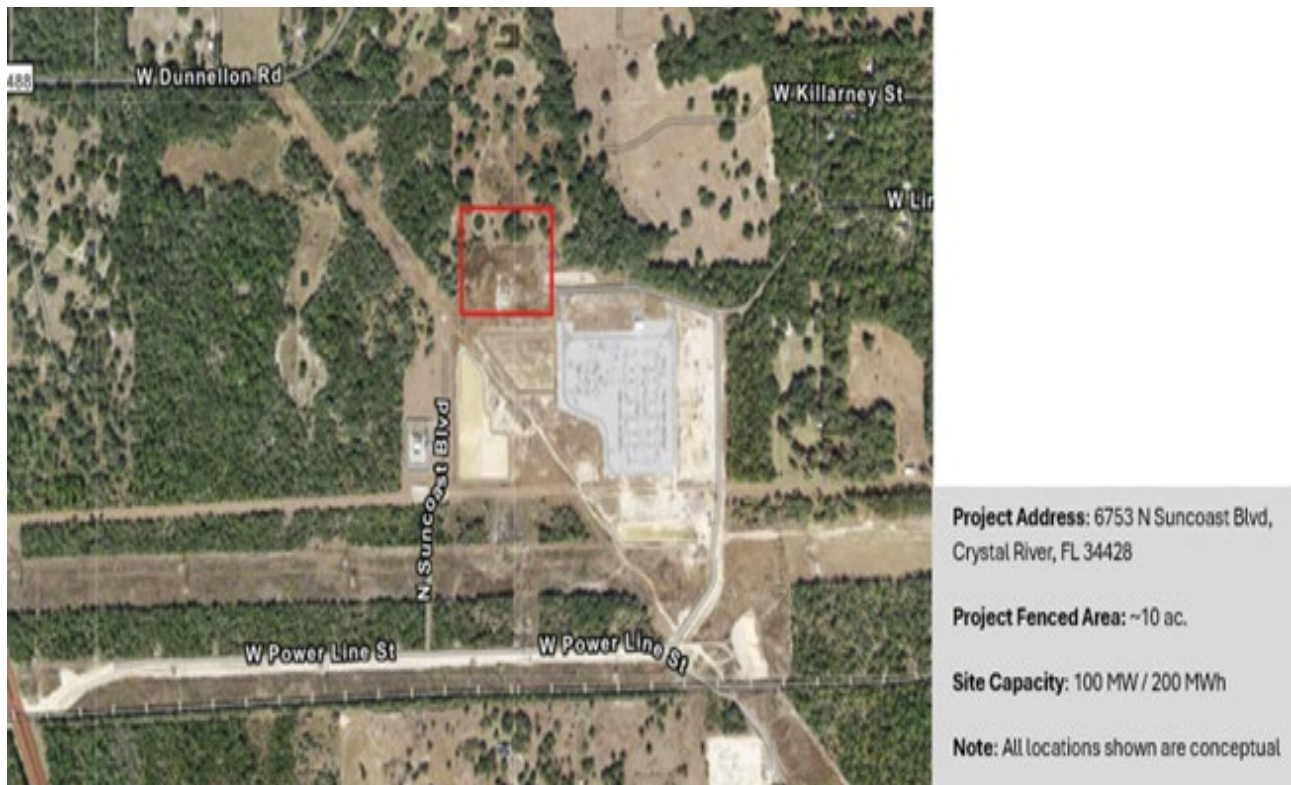 488
W Dunnellon Rd
W Killarney St
W Lin
N Suncoast Blvd
W Power Line St
W Power Line St
Project Address: 6753 N Suncoast Blvd,
Crystal River, FL 34428
Project Fenced Area: ~10 ac.
Site Capacity: 100 MW / 200 MWh
Note: All locations shown are conceptual